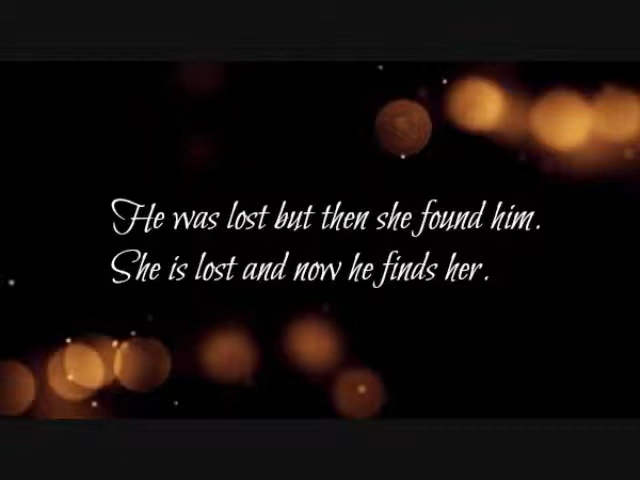 He was lost but then she found him.
She is lost and now he finds her.